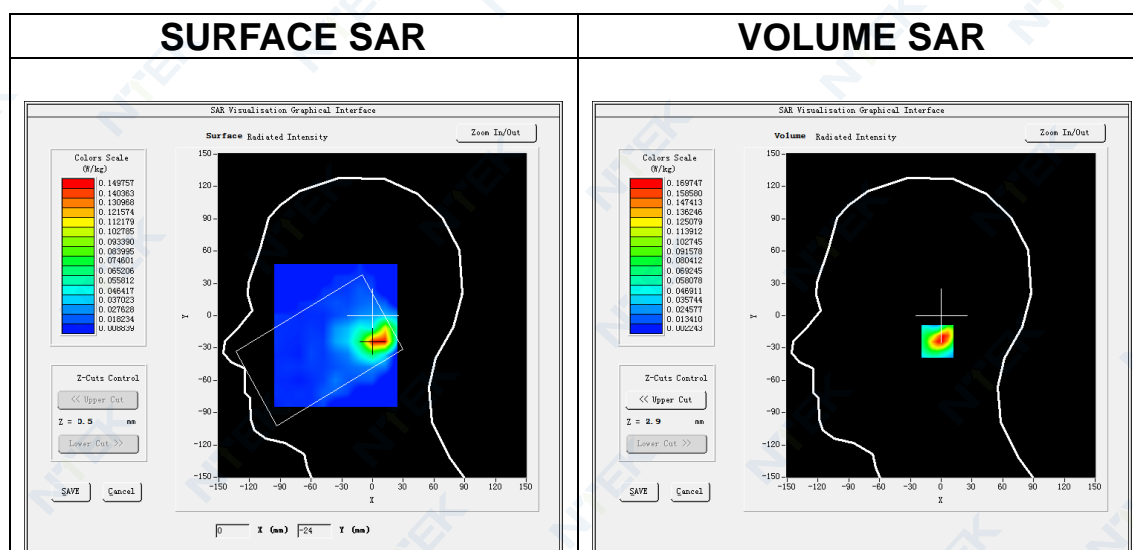 SURFACE SAR
VOLUME SAR
SAR Visualisation Graphical Interface
Surface Radiated Intensity
Zoom In/Out
Colors Scale
(W/kg)
0.149757
0.140363
0.130968
0.121574
0.112179
0.102785
0.093390
0.083995
0.074601
0.065206
0.055812
0.046417
0.037023
0.027628
0.018234
0.008839
Z-Cuts Control
<< Upper Cut
Z = 0.5 mm
Lower Cut >>
SAVE
Cancel
150
120
90
60
30
0
-30
-60
-90
-120
-150
Y
-150 -120 -90 -60 -30 0 30 60 90 120 150
X
0 X (mm) -24 Y (mm)
SAR Visualisation Graphical Interface
Volume Radiated Intensity
Zoom In/Out
Colors Scale
(W/kg)
0.169747
0.158580
0.147413
0.136246
0.125079
0.113912
0.102745
0.091578
0.080412
0.069245
0.058078
0.046911
0.035744
0.024577
0.013410
0.002243
Z-Cuts Control
<< Upper Cut
Z = 2.9 mm
Lower Cut >>
SAVE
Cancel
150
120
90
60
30
0
-30
-60
-90
-120
-150
Y
-150 -120 -90 -60 -30 0 30 60 90 120 150
X
NTEK